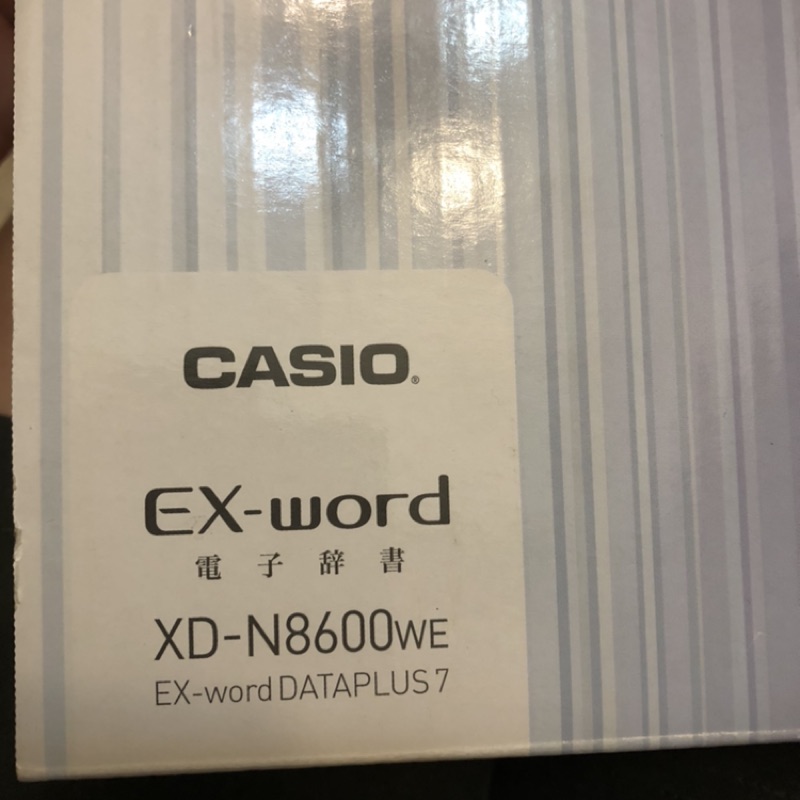 CASIO®
EX-word
電子辞書
XD-N8600WE
EX-word DATAPLUS 7